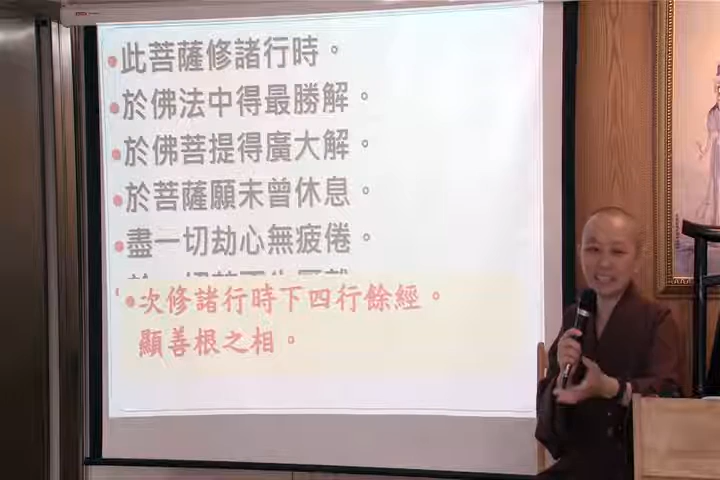 •此菩薩修諸行時。
•於佛法中得最勝解。
•於佛菩提得廣大解。
•於菩薩願未曾休息。
•盡一切劫心無疲倦。
•次修諸行時下四行餘經。
顯善根之相。